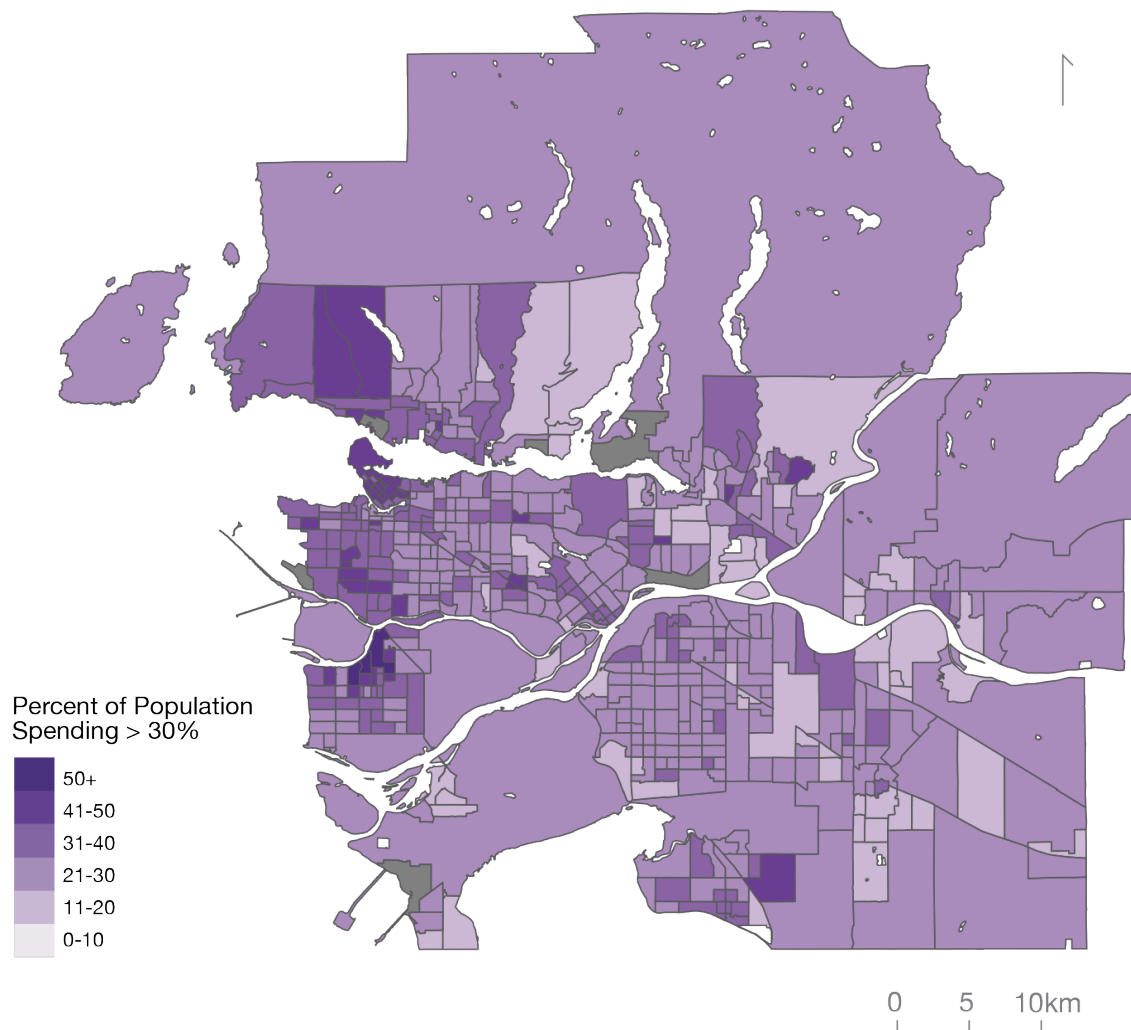 Percent of Population
Spending > 30%
50+
41-50
31-40
21-30
11-20
0-10
0 5 10km